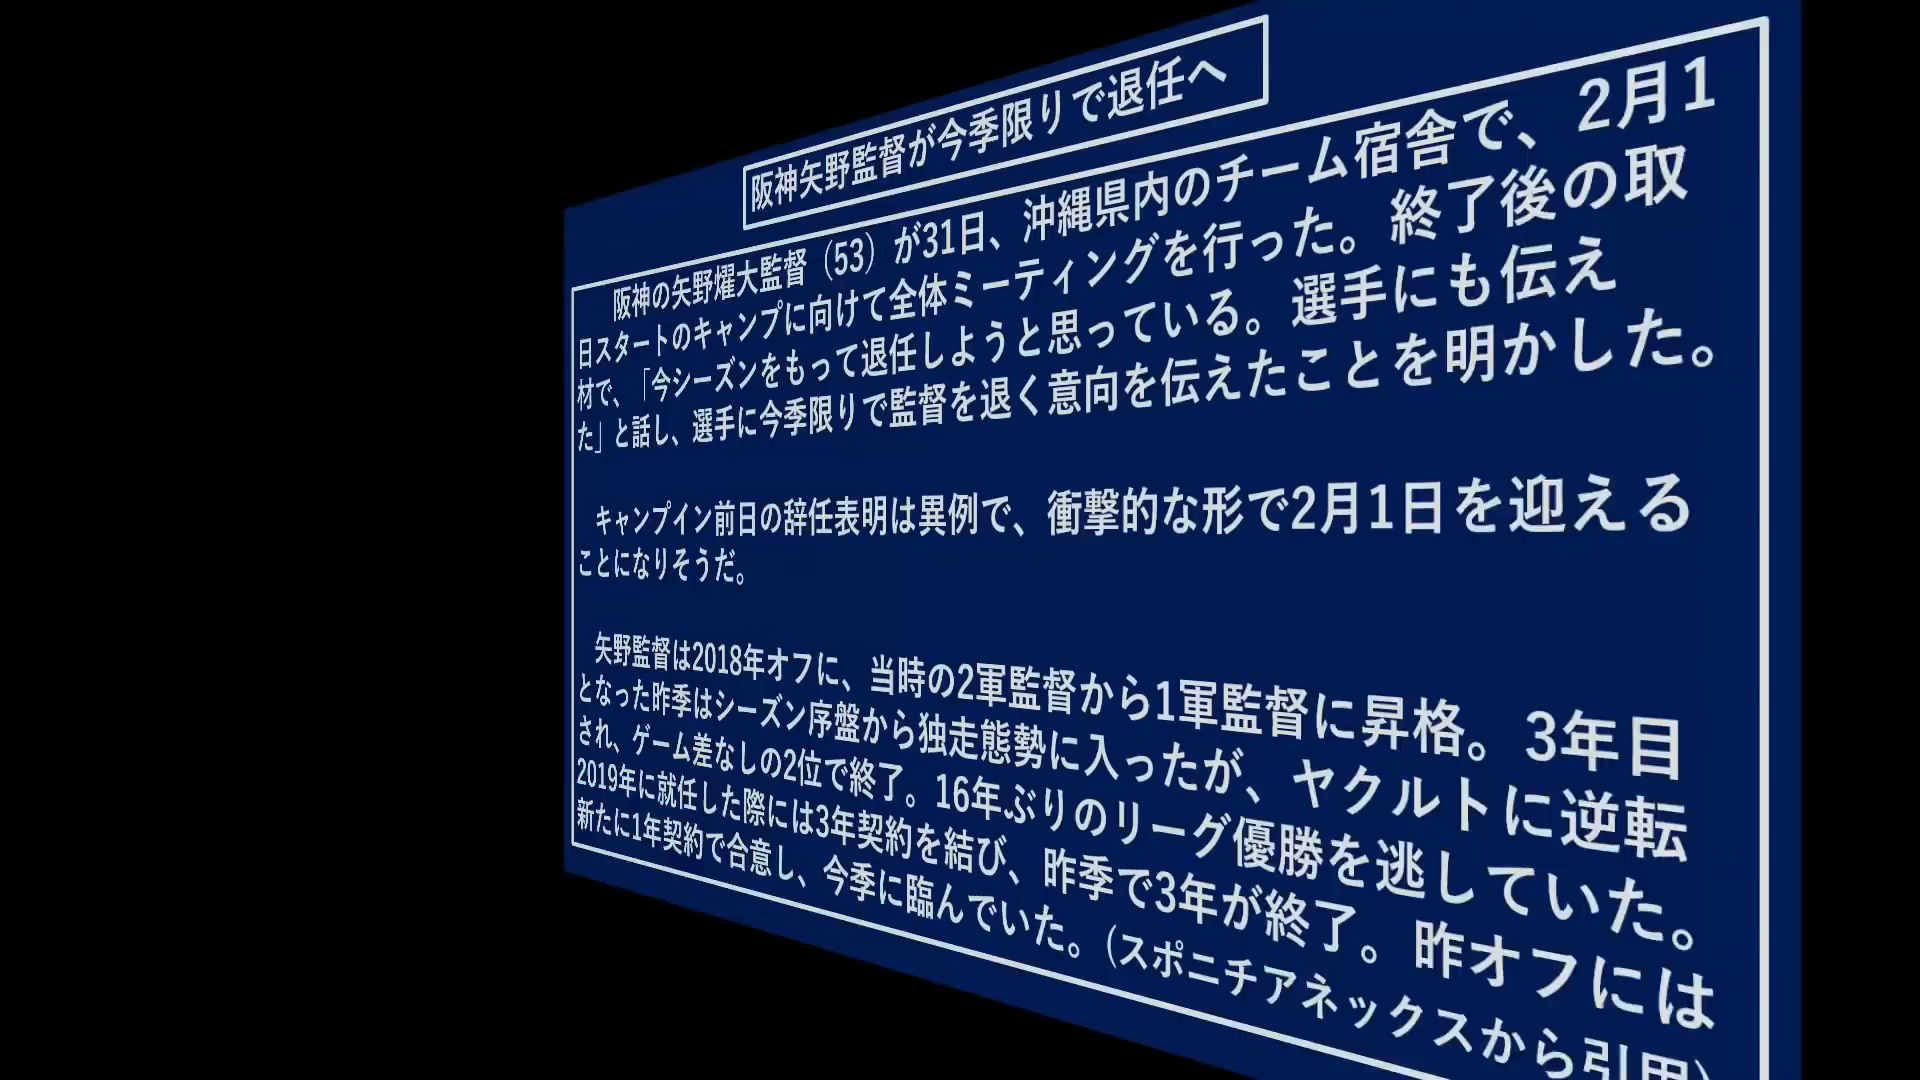 阪神矢野監督が今季限りで退任へ
阪神の矢野燿大監督（53）が31日、沖縄県内のチーム宿舎で、2月1
日スタートのキャンプに向けて全体ミーティングを行った。終了後の取
材で、「今シーズンをもって退任しようと思っている。選手にも伝え
た」と話し、選手に今季限りで監督を退く意向を伝えたことを明かした。
キャンプイン前日の辞任表明は異例で、衝撃的な形で2月1日を迎える
ことになりそうだ。
矢野監督は2018年オフに、当時の2軍監督から1軍監督に昇格。3年目
となった昨季はシーズン序盤から独走態勢に入ったが、ヤクルトに逆転
され、ゲーム差なしの2位で終了。16年ぶりのリーグ優勝を逃していた。
2019年に就任した際には3年契約を結び、昨季で3年が終了。昨オフには
新たに1年契約で合意し、今季に臨んでいた。（スポニチアネックスから引用）